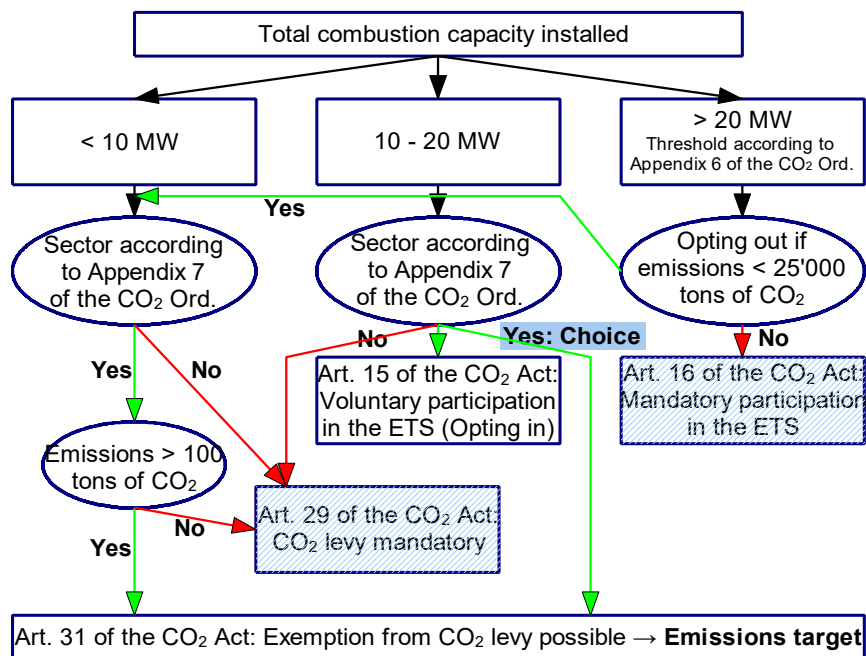 Total combustion capacity installed
< 10 MW
10 - 20 MW
> 20 MW
Threshold according to
Appendix 6 of the CO₂ Ord.
Yes
Sector according
to Appendix 7
of the CO₂ Ord.
Sector according
to Appendix 7
of the CO₂ Ord.
Opting out if
emissions < 25'000
tons of CO₂
Yes
No
No
Yes: Choice
No
Art. 15 of the CO₂ Act:
Voluntary participation
in the ETS (Opting in)
Art. 16 of the CO₂ Act:
Mandatory participation
in the ETS
Emissions > 100
tons of CO₂
Yes
No
Art. 29 of the CO₂ Act:
CO₂ levy mandatory
Art. 31 of the CO₂ Act: Exemption from CO₂ levy possible → Emissions target